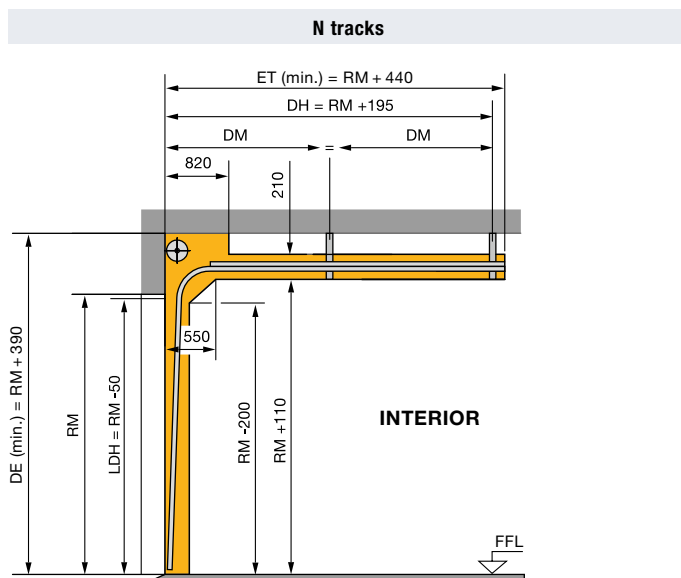 N tracks
ET (min.) = RM + 440
DH = RM +195
DM
=
DM
820
210
550
DE (min.) = RM + 390
RM
LDH = RM -50
RM -200
RM +110
INTERIOR
FFL